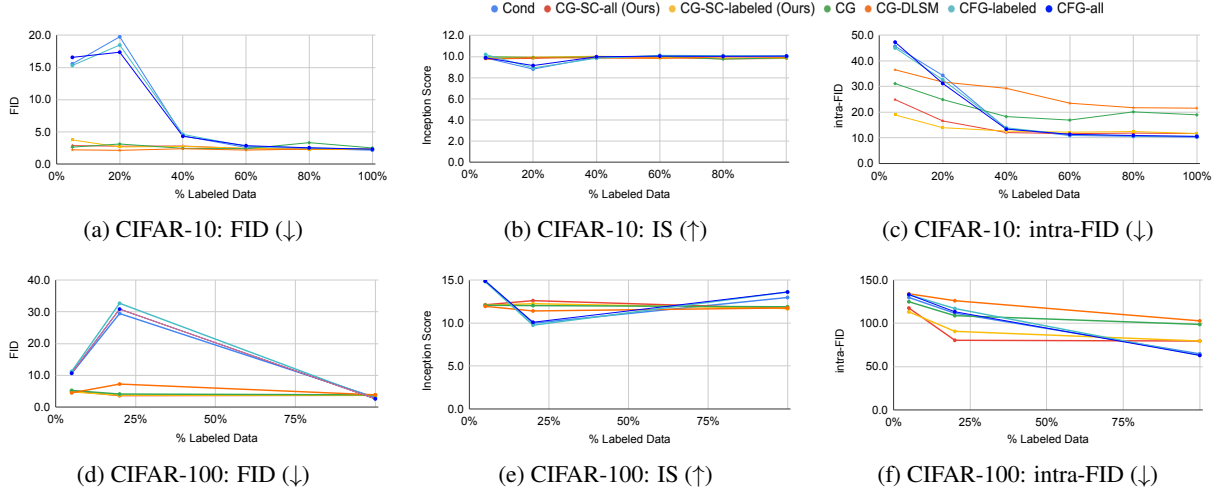 Cond CG-SC-all (Ours) CG-SC-labeled (Ours) CG CG-DLSM CFG-labeled CFG-all
20.0
15.0
10.0
5.0
0.0
FID
0% 20% 40% 60% 80% 100%
% Labeled Data
(a) CIFAR-10: FID (↓)
12.0
10.0
8.0
6.0
4.0
2.0
0.0
Inception Score
0% 20% 40% 60% 80%
% Labeled Data
(b) CIFAR-10: IS (↑)
50.0
40.0
30.0
20.0
10.0
0.0
intra-FID
0% 20% 40% 60% 80% 100%
% Labeled Data
(c) CIFAR-10: intra-FID (↓)
40.0
30.0
20.0
10.0
0.0
FID
0% 25% 50% 75%
% Labeled Data
(d) CIFAR-100: FID (↓)
15.0
13.0
11.0
9.0
Inception Score
0% 25% 50% 75%
% Labeled Data
(e) CIFAR-100: IS (↑)
150.0
100.0
50.0
0.0
intra-FID
0% 25% 50% 75%
% Labeled Data
(f) CIFAR-100: intra-FID (↓)